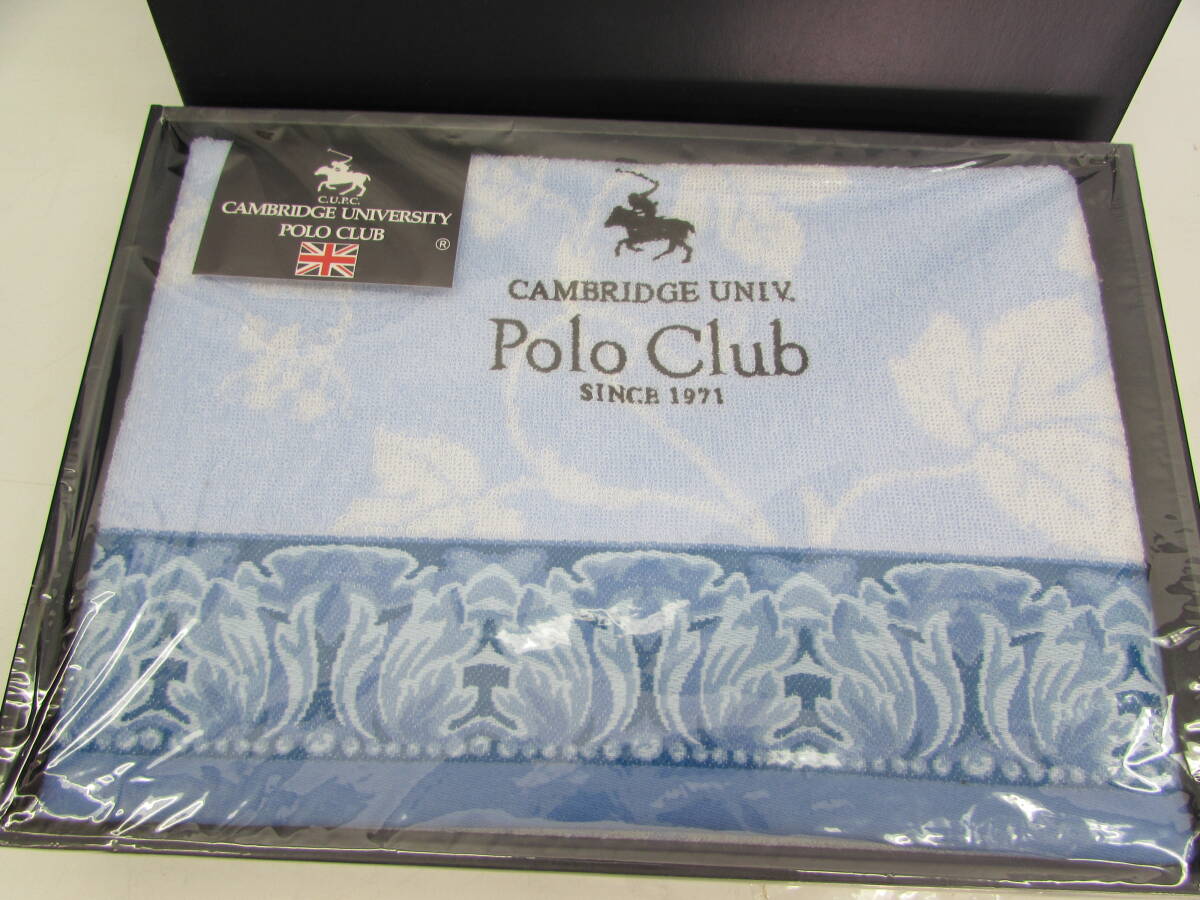 C.U.P.C.
CAMBRIDGE UNIVERSITY
POLO CLUB
®
CAMBRIDGE UNIV.
Polo Club
SINCE 1971